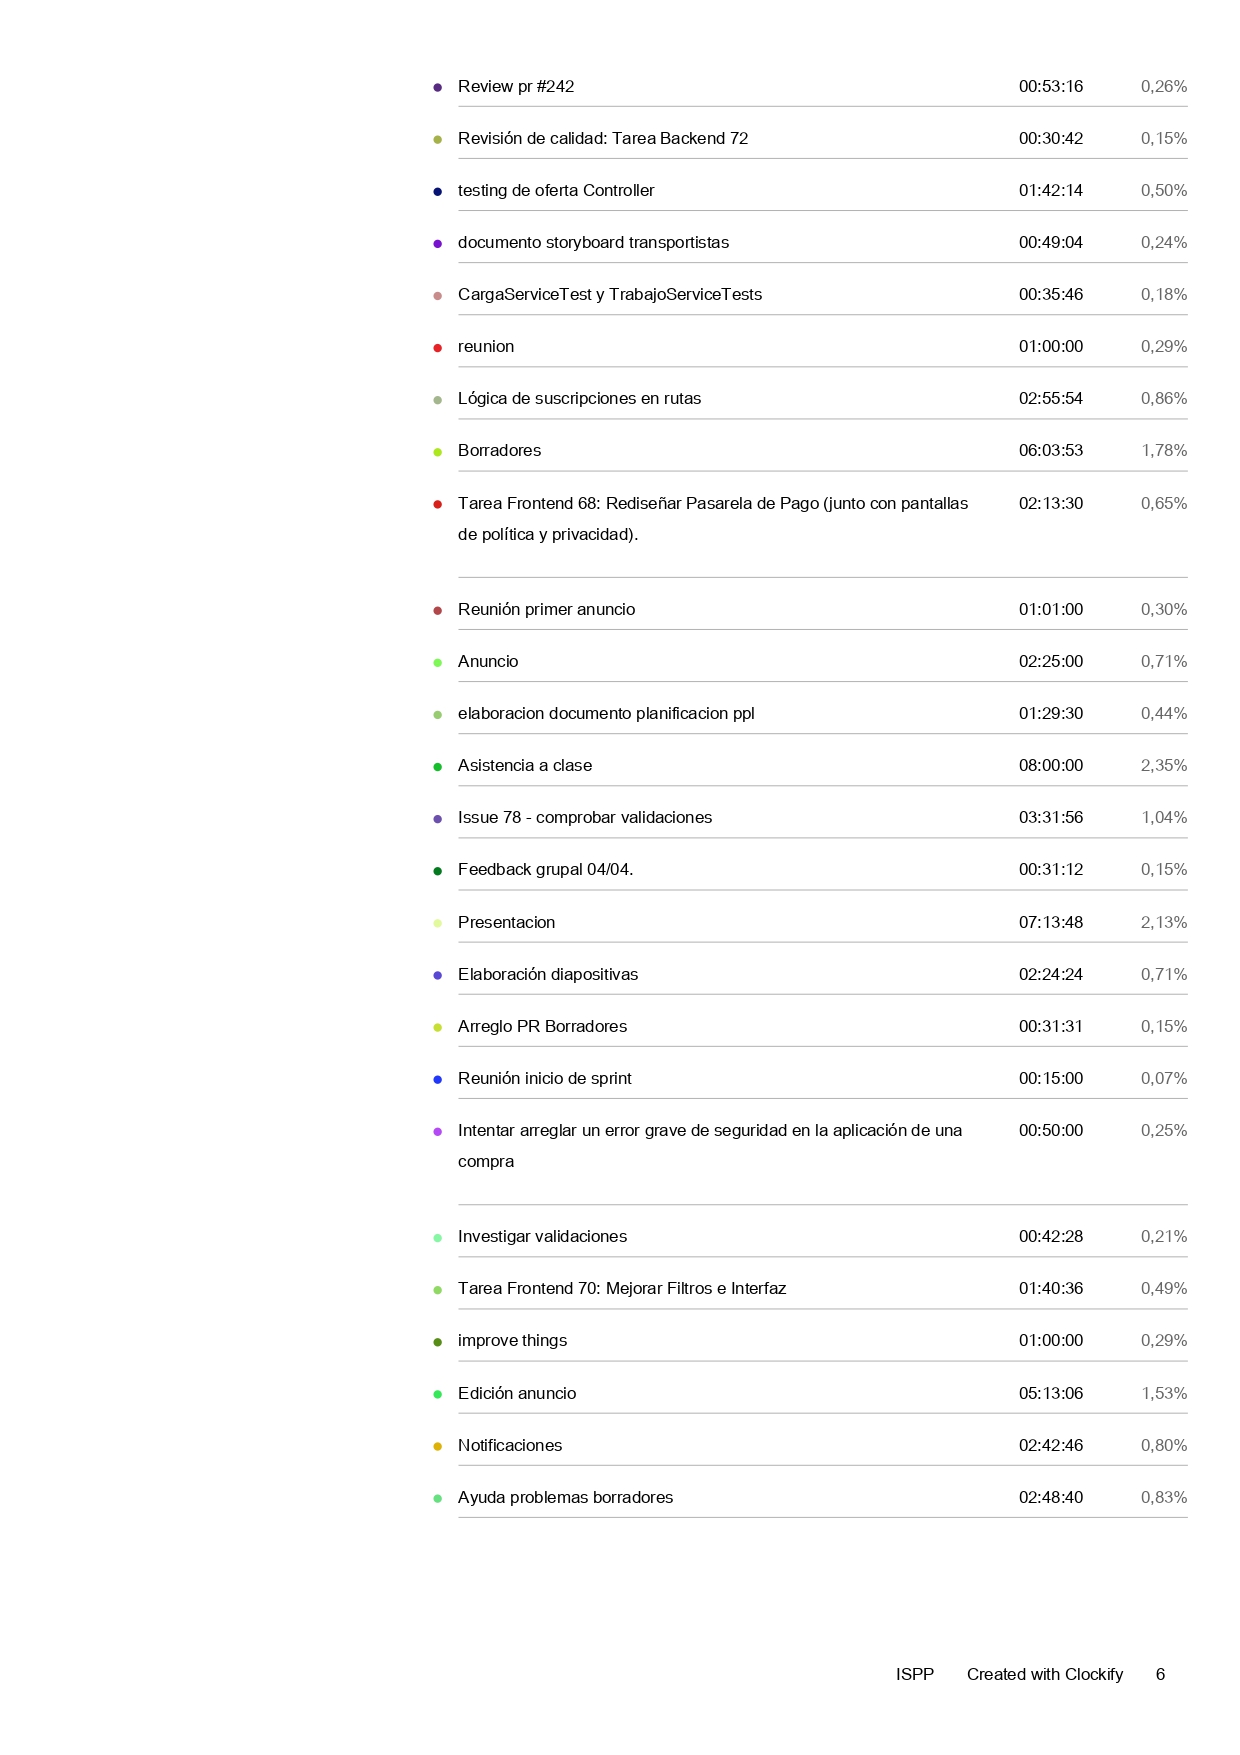 Review pr #242 00:53:16 0,26%
Revisión de calidad: Tarea Backend 72 00:30:42 0,15%
testing de oferta Controller 01:42:14 0,50%
documento storyboard transportistas 00:49:04 0,24%
CargaServiceTest y TrabajoServiceTests 00:35:46 0,18%
reunion 01:00:00 0,29%
Lógica de suscripciones en rutas 02:55:54 0,86%
Borradores 06:03:53 1,78%
Tarea Frontend 68: Rediseñar Pasarela de Pago (junto con pantallas 02:13:30 0,65%
de política y privacidad).
Reunión primer anuncio 01:01:00 0,30%
Anuncio 02:25:00 0,71%
elaboracion documento planificacion ppl 01:29:30 0,44%
Asistencia a clase 08:00:00 2,35%
Issue 78 - comprobar validaciones 03:31:56 1,04%
Feedback grupal 04/04. 00:31:12 0,15%
Presentacion 07:13:48 2,13%
Elaboración diapositivas 02:24:24 0,71%
Arreglo PR Borradores 00:31:31 0,15%
Reunión inicio de sprint 00:15:00 0,07%
Intentar arreglar un error grave de seguridad en la aplicación de una 00:50:00 0,25%
compra
Investigar validaciones 00:42:28 0,21%
Tarea Frontend 70: Mejorar Filtros e Interfaz 01:40:36 0,49%
improve things 01:00:00 0,29%
Edición anuncio 05:13:06 1,53%
Notificaciones 02:42:46 0,80%
Ayuda problemas borradores 02:48:40 0,83%
ISPP Created with Clockify 6